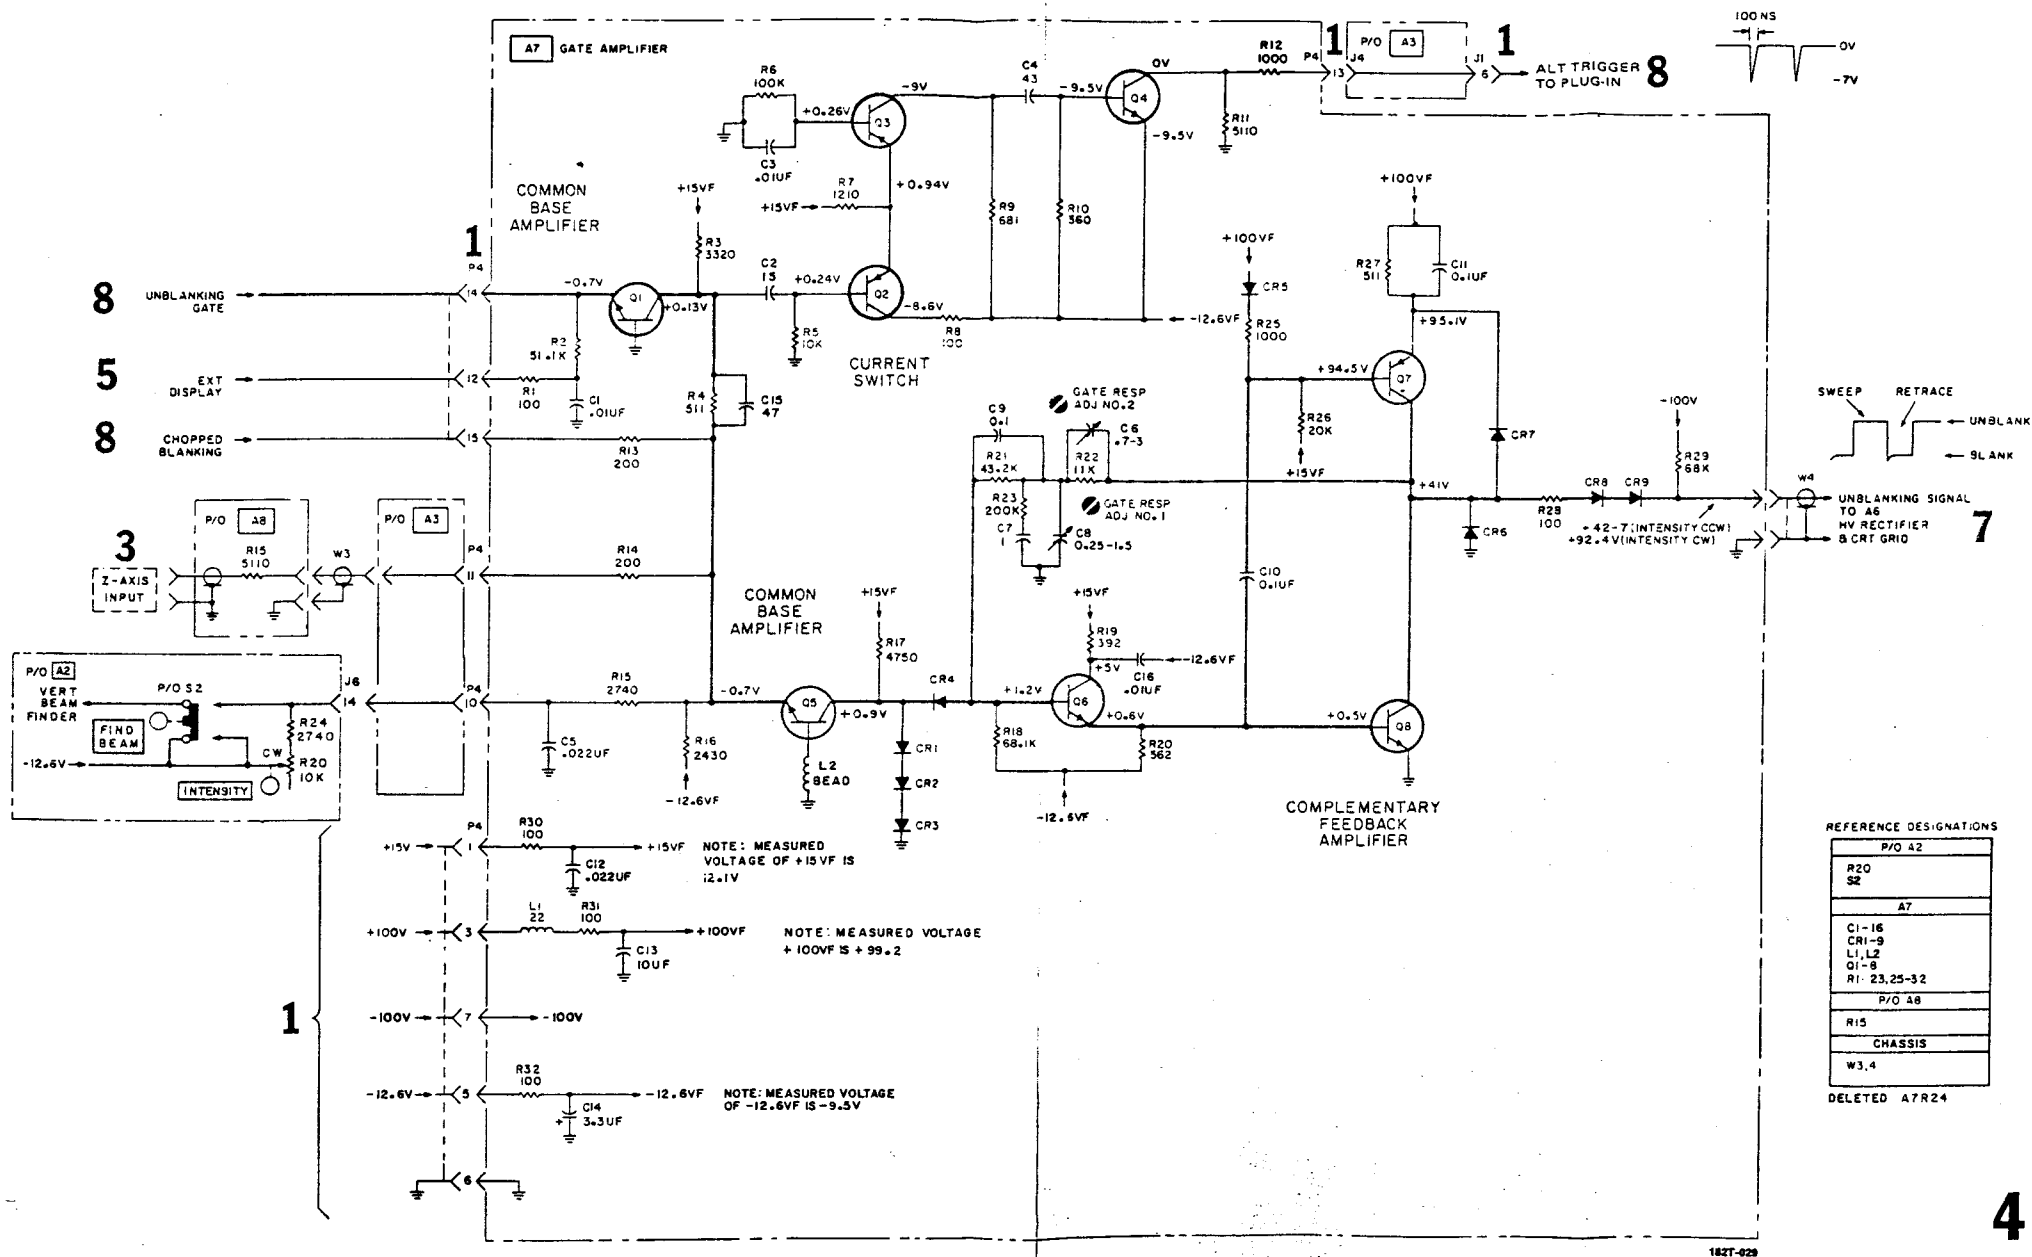 A7 GATE AMPLIFIER
R6
100K
+0.26V
Q3
-9V
C3
.01UF
C4
43
-9.5V
Q4
0V
-9.5V
R12
1000
P4
13
1
J4
P/O A3
J1
6
1
ALT TRIGGER
TO PLUG-IN
8
100NS
0V
-7V
R11
5110
COMMON
BASE
AMPLIFIER
+15VF
R3
3320
R7
1210
+15VF
+0.94V
R9
681
R10
360
+100VF
R27
511
C11
0.1UF
+95.1V
+100VF
CR5
R25
1000
8
UNBLANKING
GATE
1
P4
14
-0.7V
Q1
+0.13V
C2
15
+0.24V
Q2
-8.6V
R8
100
-12.6VF
R5
10K
R2
51.1K
CURRENT
SWITCH
5
EXT
DISPLAY
12
R1
100
C1
.01UF
R4
511
C15
47
8
CHOPPED
BLANKING
15
R13
200
GATE RESP
ADJ NO.2
C9
0.1
C6
.7-3
R21
43.2K
R22
11K
R23
200K
GATE RESP
ADJ NO.1
C7
1
C8
0.25-1.5
+94.5V
Q7
R26
20K
+15VF
CR7
+41V
CR6
R29
100
CR8
CR9
-100V
R29
68K
+42-7(INTENSITY CCW)
+92.4V(INTENSITY CW)
SWEEP
RETRACE
UNBLANK
BLANK
W4
UNBLANKING SIGNAL
TO A6
HV RECTIFIER
& CRT GRID
7
3
Z-AXIS
INPUT
P/O A8
R15
5110
W3
P/O A3
P4
11
R14
200
COMMON
BASE
AMPLIFIER
+15VF
R17
4750
CR4
C10
0.1UF
+15VF
R19
392
+5V
C16
.01UF
-12.6VF
P/O A2
VERT
BEAM
FINDER
P/O S2
FIND
BEAM
-12.6V
CW
INTENSITY
R24
2740
R20
10K
J6
14
P4
10
R15
2740
C5
.022UF
R16
2430
-12.6VF
-0.7V
Q5
+0.9V
L2
BEAD
CR1
CR2
CR3
+1.2V
Q6
+0.6V
R18
68.1K
R20
562
-12.6VF
+0.5V
Q8
COMPLEMENTARY
FEEDBACK
AMPLIFIER
1
P4
+15V
1
R30
100
C12
.022UF
+15VF
NOTE: MEASURED
VOLTAGE OF +15VF IS
12.1V
+100V
3
L1
22
R31
100
C13
10UF
+100VF
NOTE: MEASURED VOLTAGE
+100VF IS +99.2
-100V
7
-100V
-12.6V
5
R32
100
+
C14
3.3UF
-12.6VF
NOTE: MEASURED VOLTAGE
OF -12.6VF IS -9.5V
6
REFERENCE DESIGNATIONS
P/O A2
R20
S2
A7
C1-16
CR1-9
L1,L2
Q1-8
R1-23,25-32
P/O A8
R15
CHASSIS
W3,4
DELETED A7R24
4
182T-029